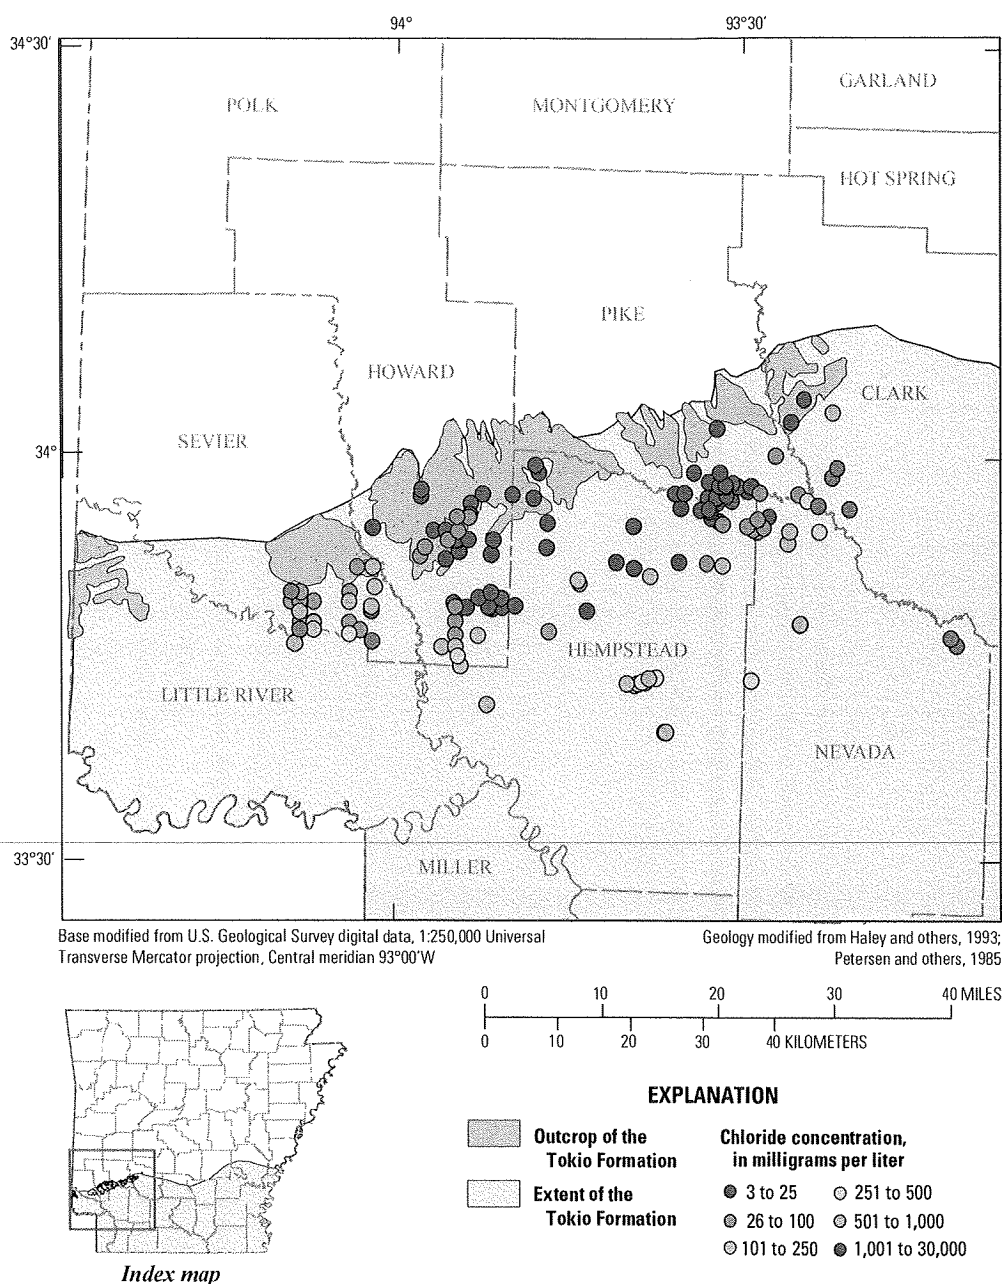 94°
93°30'
34°30'
GARLAND
POLK
MONTGOMERY
HOT SPRING
PIKE
HOWARD
CLARK
SEVIER
34°
HEMPSTEAD
LITTLE RIVER
NEVADA
33°30'
MILLER
Base modified from U.S. Geological Survey digital data, 1:250,000 Universal
Transverse Mercator projection, Central meridian 93°00'W
Geology modified from Haley and others, 1993;
Petersen and others, 1985
0 10 20 30 40 MILES
0 10 20 30 40 KILOMETERS
EXPLANATION
Outcrop of the
Tokio Formation
Extent of the
Tokio Formation
Chloride concentration,
in milligrams per liter
3 to 25
26 to 100
101 to 250
251 to 500
501 to 1,000
1,001 to 30,000
Index map